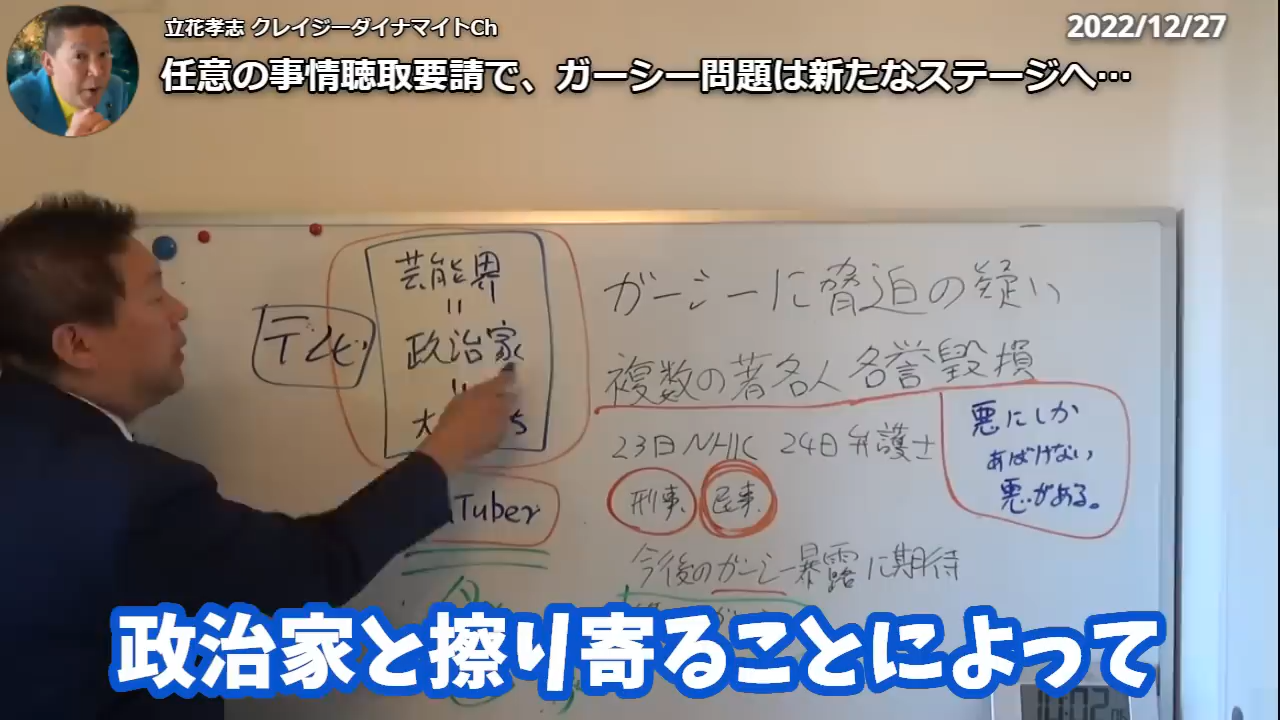 立花孝志 クレイジーダイナマイトCh
2022/12/27
任意の事情聴取要請で、ガーシー問題は新たなステージへ…
芸能界
=
政治家
=
大
テレビ
uTuber
ガーシーに脅迫の疑い
複数の著名人 名誉毀損
23日NHK 24日弁護士
刑事
民事
悪にしか
あばけない
悪がある。
今後のガーシー暴露に期待
政治家と擦り寄ることによって
10:02